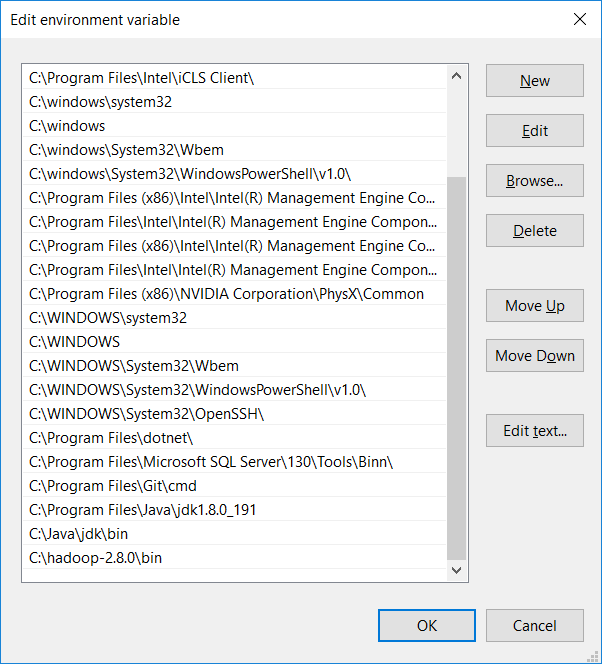 Edit environment variable
C:\Program Files\Intel\iCLS Client\
C:\windows\system32
C:\windows
C:\windows\System32\Wbem
C:\windows\System32\WindowsPowerShell\v1.0\
C:\Program Files (x86)\Intel\Intel(R) Management Engine Co...
C:\Program Files\Intel\Intel(R) Management Engine Compon...
C:\Program Files (x86)\Intel\Intel(R) Management Engine Co...
C:\Program Files\Intel\Intel(R) Management Engine Compon...
C:\Program Files (x86)\NVIDIA Corporation\PhysX\Common
C:\WINDOWS\system32
C:\WINDOWS
C:\WINDOWS\System32\Wbem
C:\WINDOWS\System32\WindowsPowerShell\v1.0\
C:\WINDOWS\System32\OpenSSH\
C:\Program Files\dotnet\
C:\Program Files\Microsoft SQL Server\130\Tools\Binn\
C:\Program Files\Git\cmd
C:\Program Files\Java\jdk1.8.0_191
C:\Java\jdk\bin
C:\hadoop-2.8.0\bin
New
Edit
Browse...
Delete
Move Up
Move Down
Edit text...
OK
Cancel